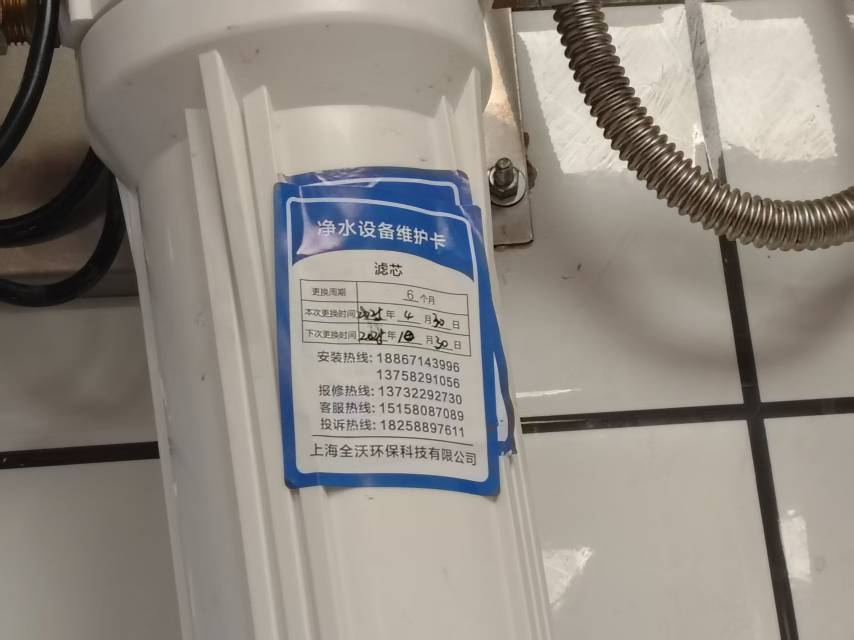 净水设备维护卡
滤芯
更换周期 6 个月
本次更换时间 2025 年 4 月 30 日
下次更换时间 2025 年 10 月 30 日
安装热线: 18867143996
13758291056
报修热线: 13732292730
客服热线: 15158087089
投诉热线: 18258897611
上海全沃环保科技有限公司